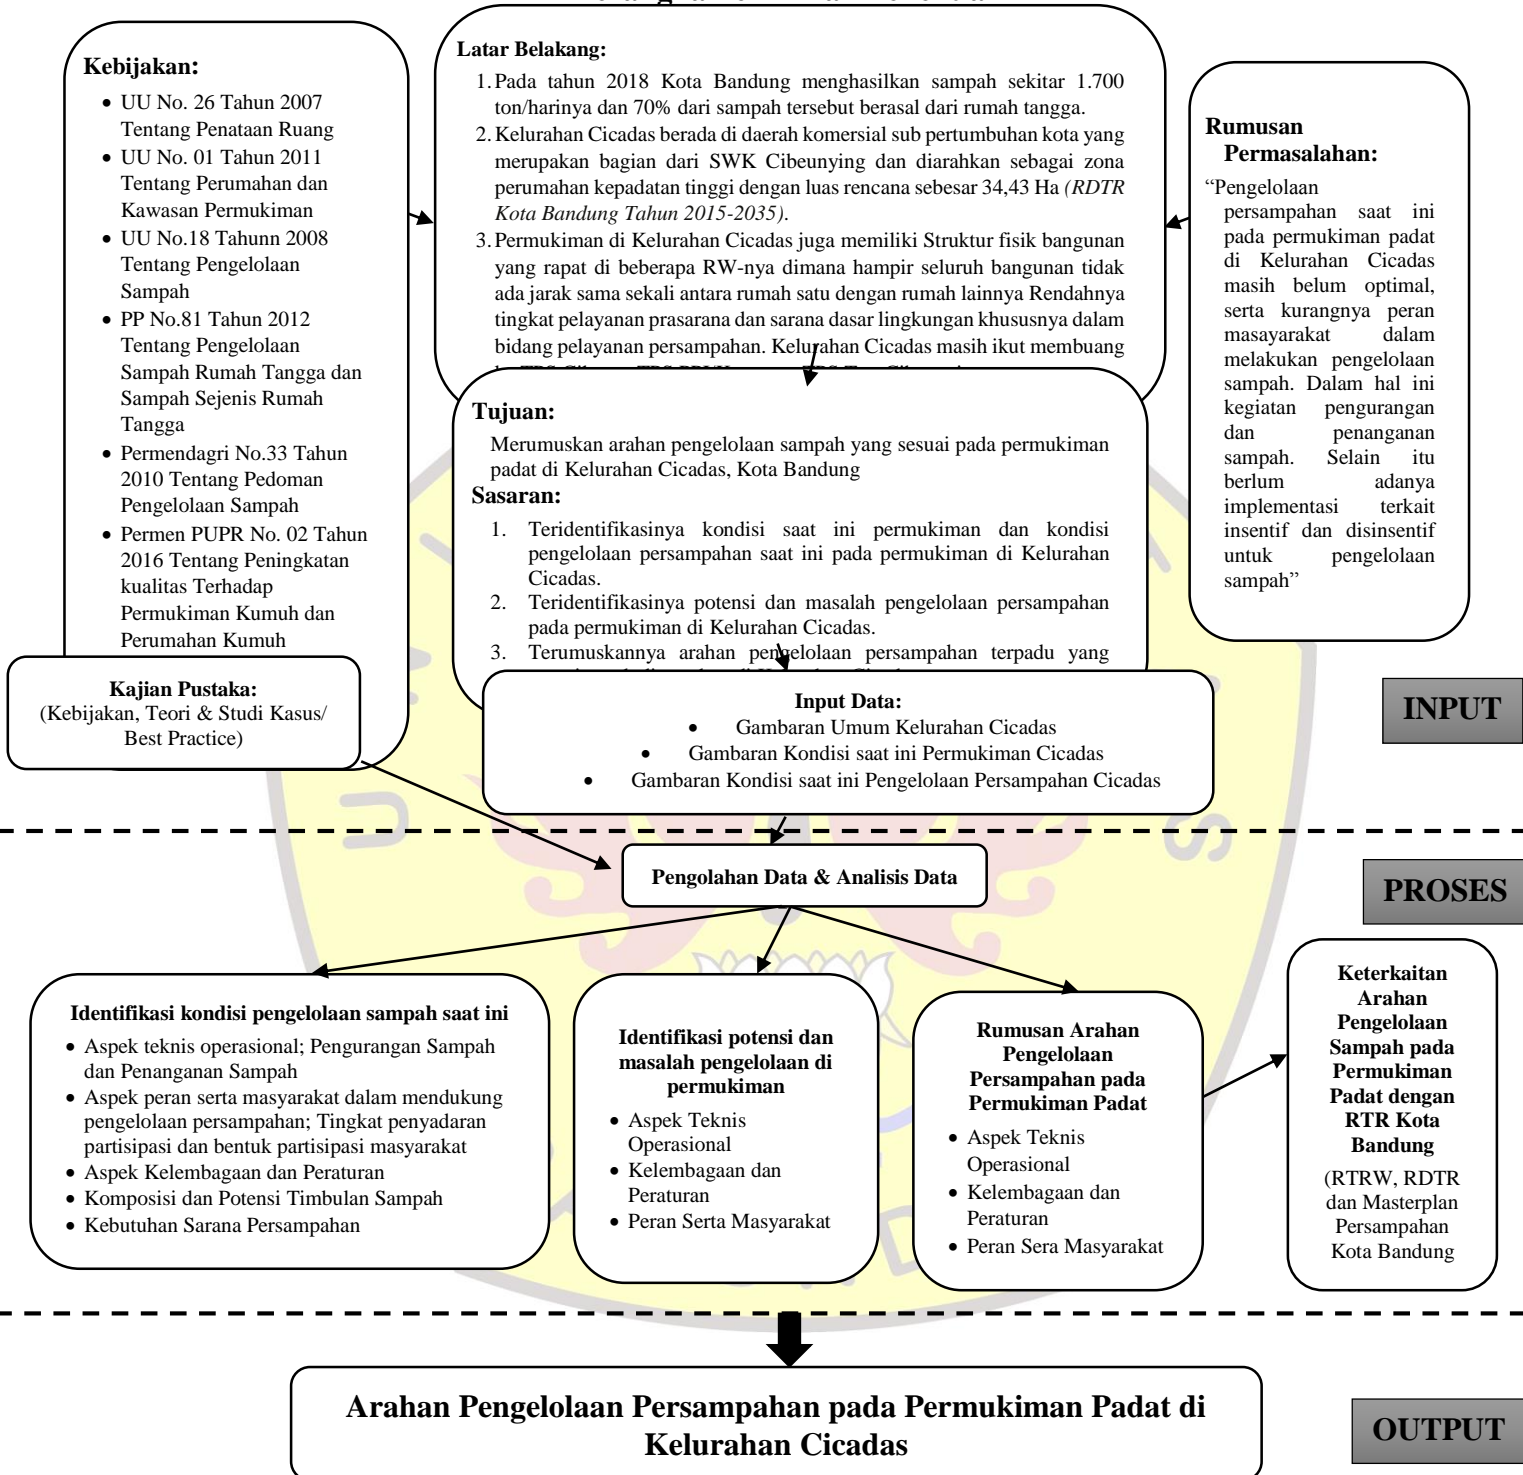 Kebijakan:
• UU No. 26 Tahun 2007
Tentang Penataan Ruang
• UU No. 01 Tahun 2011
Tentang Perumahan dan
Kawasan Permukiman
• UU No.18 Tahunn 2008
Tentang Pengelolaan
Sampah
• PP No.81 Tahun 2012
Tentang Pengelolaan
Sampah Rumah Tangga dan
Sampah Sejenis Rumah
Tangga
• Permendagri No.33 Tahun
2010 Tentang Pedoman
Pengelolaan Sampah
• Permen PUPR No. 02 Tahun
2016 Tentang Peningkatan
kualitas Terhadap
Permukiman Kumuh dan
Perumahan Kumuh
Latar Belakang:
1. Pada tahun 2018 Kota Bandung menghasilkan sampah sekitar 1.700
ton/harinya dan 70% dari sampah tersebut berasal dari rumah tangga.
2. Kelurahan Cicadas berada di daerah komersial sub pertumbuhan kota yang
merupakan bagian dari SWK Cibeunying dan diarahkan sebagai zona
perumahan kepadatan tinggi dengan luas rencana sebesar 34,43 Ha (RDTR
Kota Bandung Tahun 2015-2035).
3. Permukiman di Kelurahan Cicadas juga memiliki Struktur fisik bangunan
yang rapat di beberapa RW-nya dimana hampir seluruh bangunan tidak
ada jarak sama sekali antara rumah satu dengan rumah lainnya Rendahnya
tingkat pelayanan prasarana dan sarana dasar lingkungan khususnya dalam
bidang pelayanan persampahan. Kelurahan Cicadas masih ikut membuang
Rumusan
Permasalahan:
“Pengelolaan
persampahan saat ini
pada permukiman padat
di Kelurahan Cicadas
masih belum optimal,
serta kurangnya peran
masayarakat dalam
melakukan pengelolaan
sampah. Dalam hal ini
kegiatan pengurangan
dan penanganan
sampah. Selain itu
berlum adanya
implementasi terkait
insentif dan disinsentif
untuk pengelolaan
sampah”
Tujuan:
Merumuskan arahan pengelolaan sampah yang sesuai pada permukiman
padat di Kelurahan Cicadas, Kota Bandung
Sasaran:
1. Teridentifikasinya kondisi saat ini permukiman dan kondisi
pengelolaan persampahan saat ini pada permukiman di Kelurahan
Cicadas.
2. Teridentifikasinya potensi dan masalah pengelolaan persampahan
pada permukiman di Kelurahan Cicadas.
3. Terumuskannya arahan pengelolaan persampahan terpadu yang
Kajian Pustaka:
(Kebijakan, Teori & Studi Kasus/
Best Practice)
Input Data:
• Gambaran Umum Kelurahan Cicadas
• Gambaran Kondisi saat ini Permukiman Cicadas
• Gambaran Kondisi saat ini Pengelolaan Persampahan Cicadas
INPUT
Pengolahan Data & Analisis Data
PROSES
Identifikasi kondisi pengelolaan sampah saat ini
• Aspek teknis operasional; Pengurangan Sampah
dan Penanganan Sampah
• Aspek peran serta masyarakat dalam mendukung
pengelolaan persampahan; Tingkat penyadaran
partisipasi dan bentuk partisipasi masyarakat
• Aspek Kelembagaan dan Peraturan
• Komposisi dan Potensi Timbulan Sampah
• Kebutuhan Sarana Persampahan
Identifikasi potensi dan
masalah pengelolaan di
permukiman
• Aspek Teknis
Operasional
• Kelembagaan dan
Peraturan
• Peran Serta Masyarakat
Rumusan Arahan
Pengelolaan
Persampahan pada
Permukiman Padat
• Aspek Teknis
Operasional
• Kelembagaan dan
Peraturan
• Peran Sera Masyarakat
Keterkaitan
Arahan
Pengelolaan
Sampah pada
Permukiman
Padat dengan
RTR Kota
Bandung
(RTRW, RDTR
dan Masterplan
Persampahan
Kota Bandung
Arahan Pengelolaan Persampahan pada Permukiman Padat di
Kelurahan Cicadas
OUTPUT